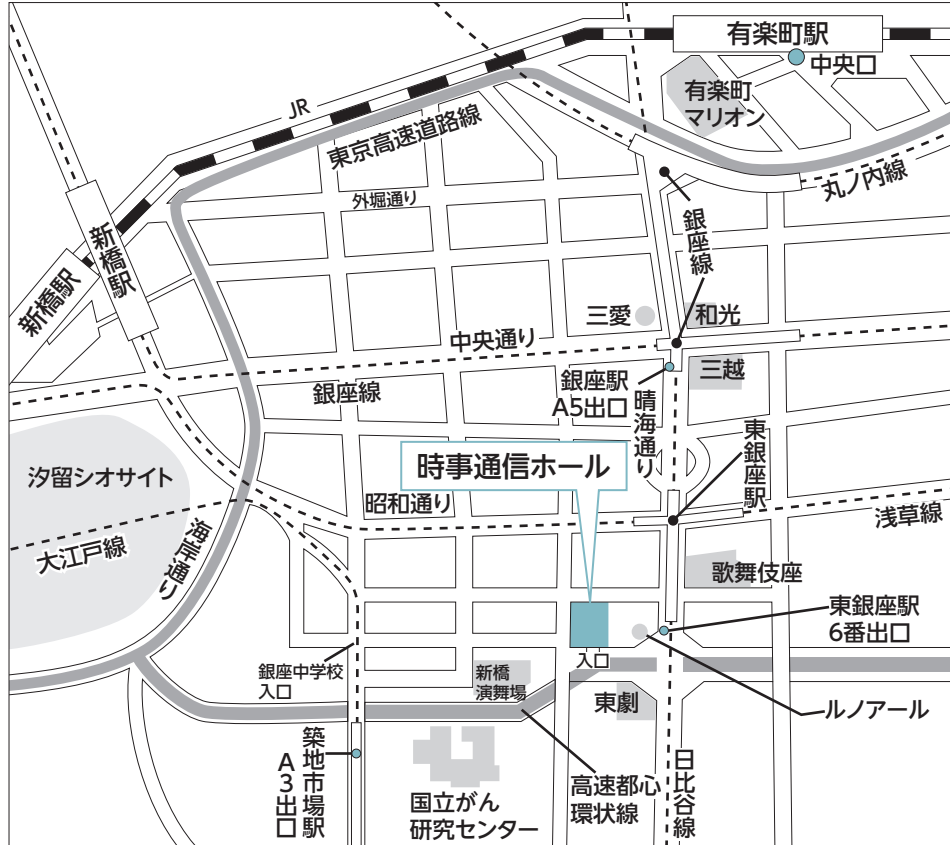 有楽町駅
中央口
有楽町
マリオン
JR
東京高速道路線
丸ノ内線
外堀通り
銀座線
新橋駅
新橋駅
三愛
和光
中央通り
銀座線
銀座駅
A5出口
三越
晴海通り
東銀座駅
時事通信ホール
汐留シオサイト
昭和通り
浅草線
大江戸線
海岸通り
歌舞伎座
東銀座駅
6番出口
入口
銀座中学校
入口
新橋
演舞場
東劇
ルノアール
築地市場駅
A3出口
国立がん
研究センター
高速都心
環状線
日比谷線